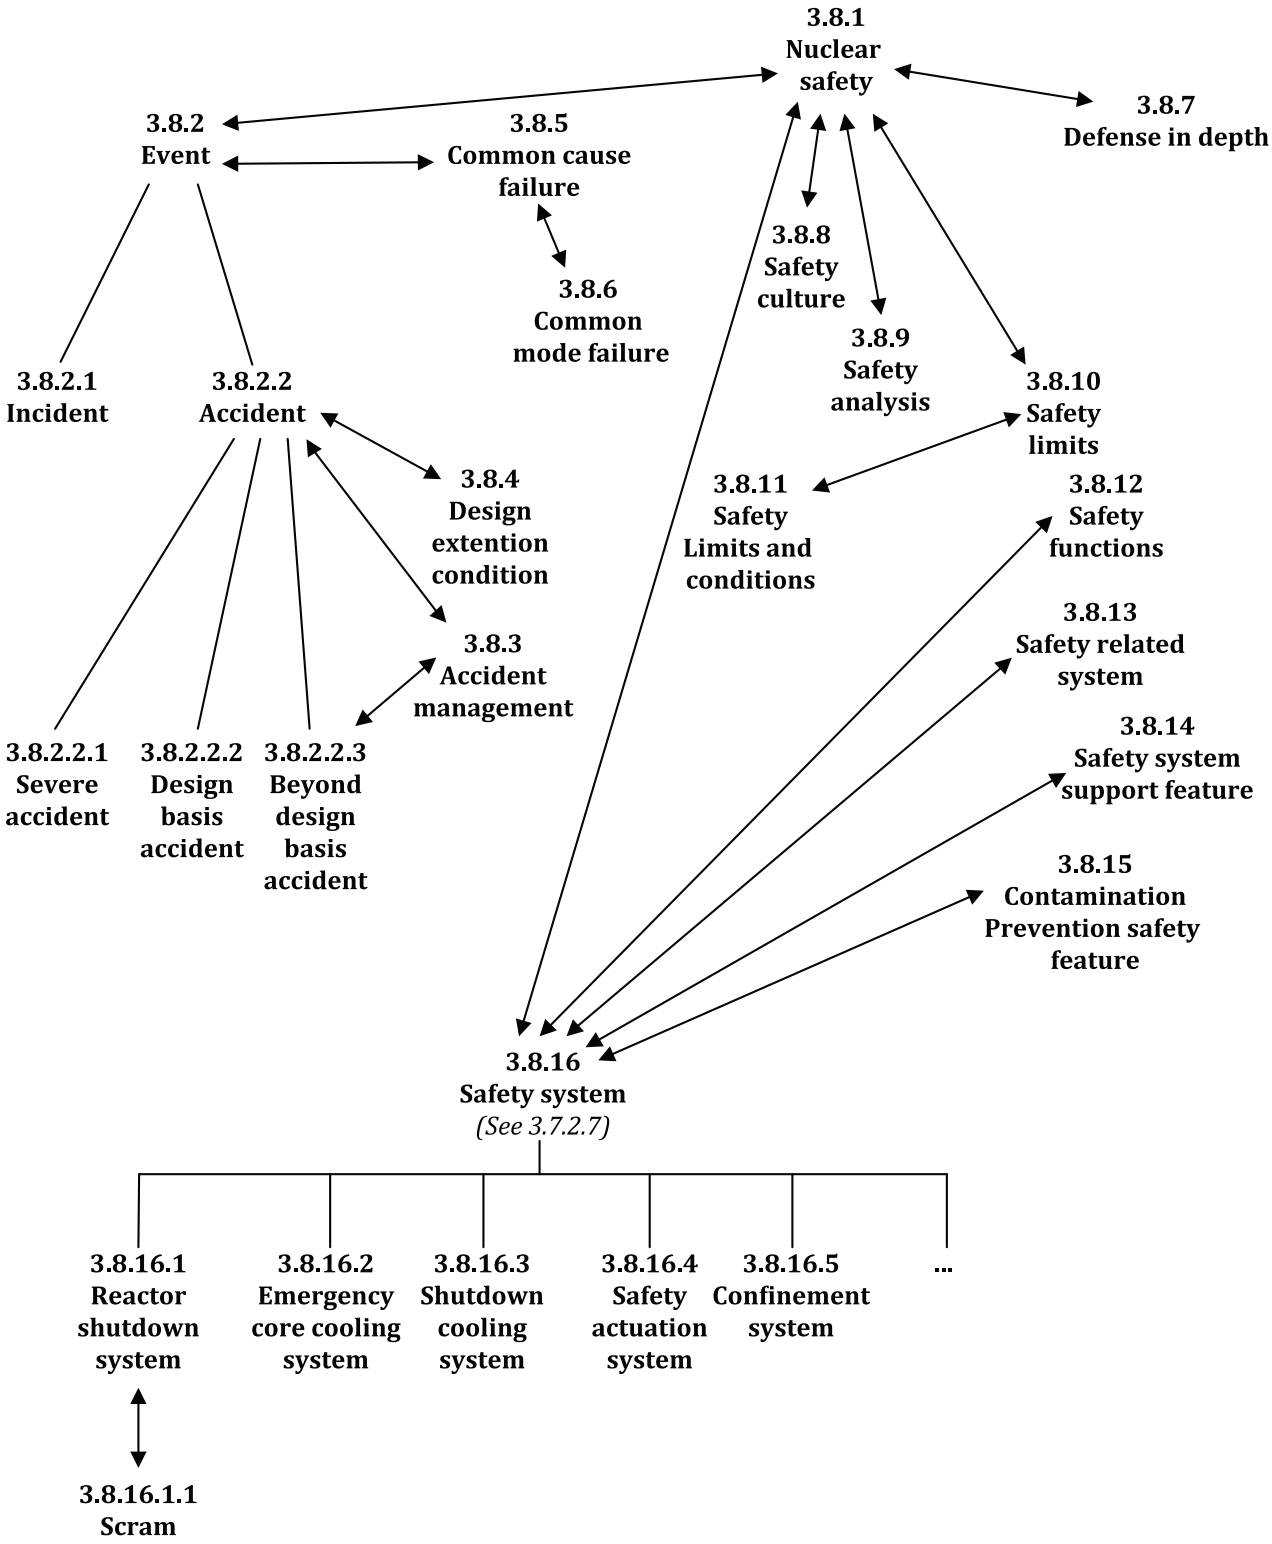 3.8.1
Nuclear
safety
3.8.7
Defense in depth
3.8.2
Event
3.8.5
Common cause
failure
3.8.8
Safety
culture
3.8.6
Common
mode failure
3.8.9
Safety
analysis
3.8.2.1
Incident
3.8.2.2
Accident
3.8.10
Safety
limits
3.8.4
Design
extention
condition
3.8.11
Safety
Limits and
conditions
3.8.12
Safety
functions
3.8.13
Safety related
system
3.8.3
Accident
management
3.8.14
Safety system
support feature
3.8.2.2.1
Severe
accident
3.8.2.2.2
Design
basis
accident
3.8.2.2.3
Beyond
design
basis
accident
3.8.15
Contamination
Prevention safety
feature
3.8.16
Safety system
(See 3.7.2.7)
3.8.16.1
Reactor
shutdown
system
3.8.16.2
Emergency
core cooling
system
3.8.16.3
Shutdown
cooling
system
3.8.16.4
Safety
actuation
system
3.8.16.5
Confinement
system
...
3.8.16.1.1
Scram